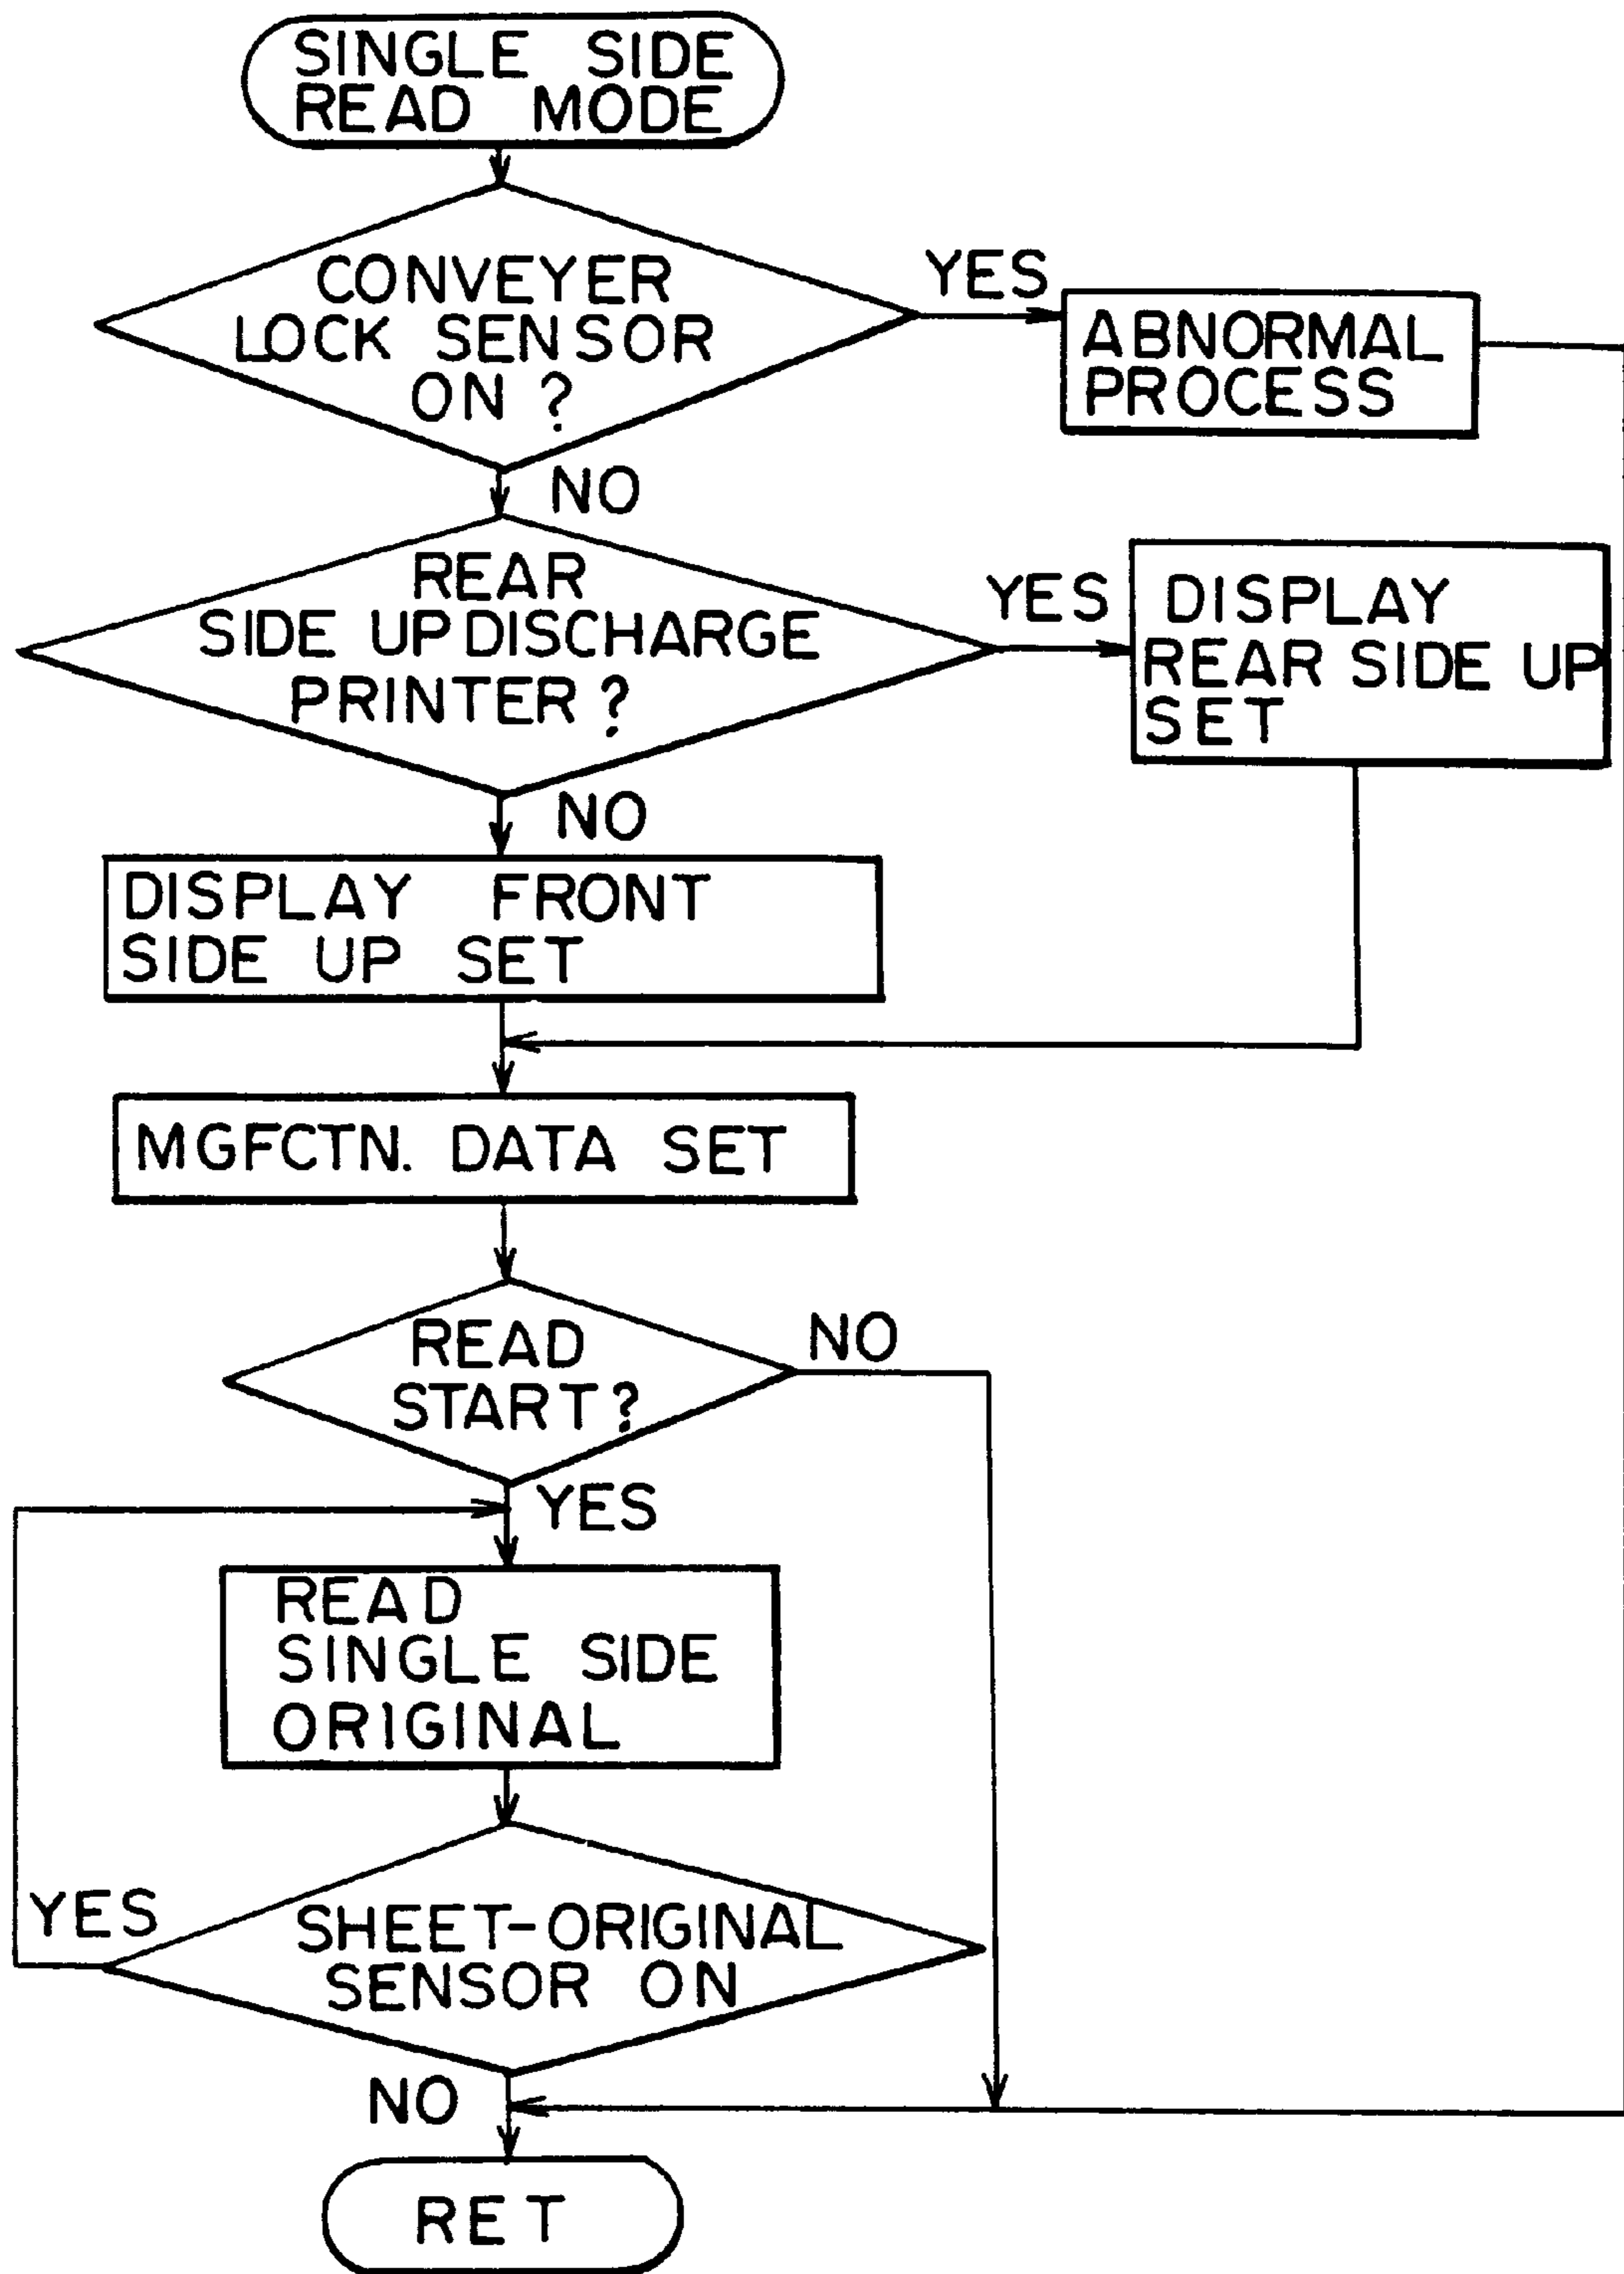 SINGLE SIDE
READ MODE
CONVEYER
LOCK SENSOR
ON ?
YES
ABNORMAL
PROCESS
NO
REAR
SIDE UP DISCHARGE
PRINTER ?
YES
DISPLAY
REAR SIDE UP
SET
NO
DISPLAY FRONT
SIDE UP SET
MGFCTN. DATA SET
READ
START ?
NO
YES
READ
SINGLE SIDE
ORIGINAL
SHEET-ORIGINAL
SENSOR ON
YES
NO
RET